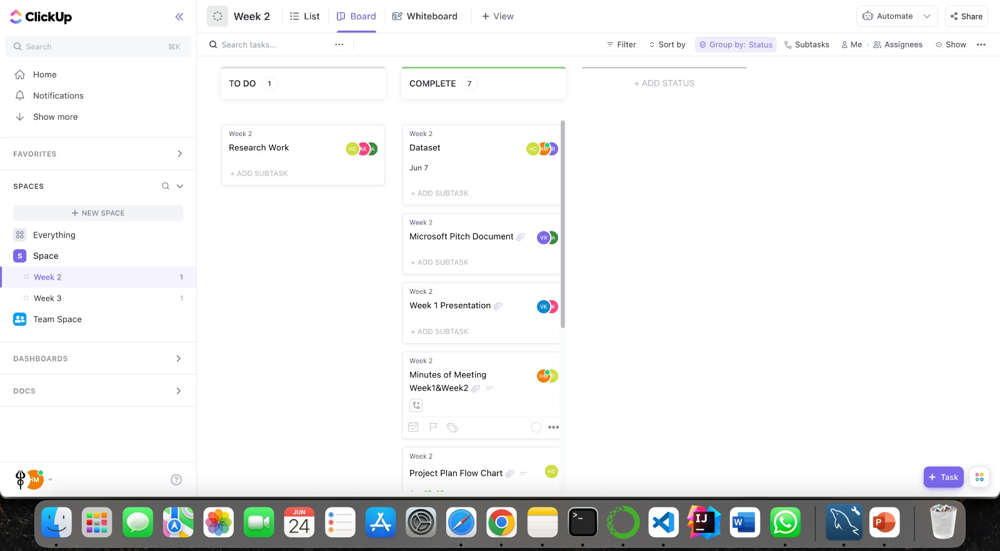 ClickUp
Search ⌘K
Home
Notifications
Show more
FAVORITES
SPACES
+ NEW SPACE
Everything
S Space
Week 2 1
Week 3 1
Team Space
DASHBOARDS
DOCS
HM
Week 2 List Board Whiteboard + View
Automate Share
Search tasks... Filter Sort by Group by: Status Subtasks Me Assignees Show
TO DO 1
Week 2
Research Work HC AK A
+ ADD SUBTASK
COMPLETE 7
Week 2
Dataset HC HM R
Jun 7
+ ADD SUBTASK
Week 2
Microsoft Pitch Document VR A
+ ADD SUBTASK
Week 2
Week 1 Presentation VK K
+ ADD SUBTASK
Week 2
Minutes of Meeting HM C
Week1&Week2
Week 2
Project Plan Flow Chart HC
+ ADD STATUS
+ Task
JUN
24
>_
IJ
W
P